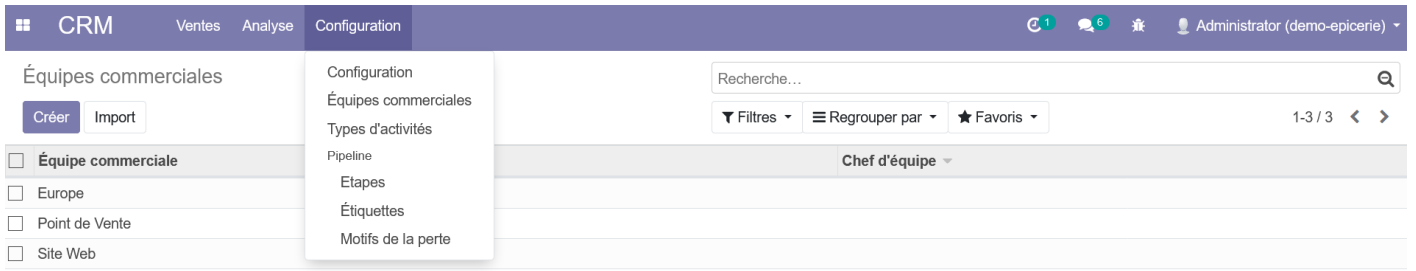 CRM Ventes Analyse Configuration 1 6 Administrator (demo-epicerie)
Équipes commerciales
Recherche...
Créer Import
Filtres Regrouper par Favoris 1-3 / 3
Configuration
Équipes commerciales
Types d'activités
Pipeline
Etapes
Étiquettes
Motifs de la perte
Équipe commerciale Chef d'équipe
Europe
Point de Vente
Site Web